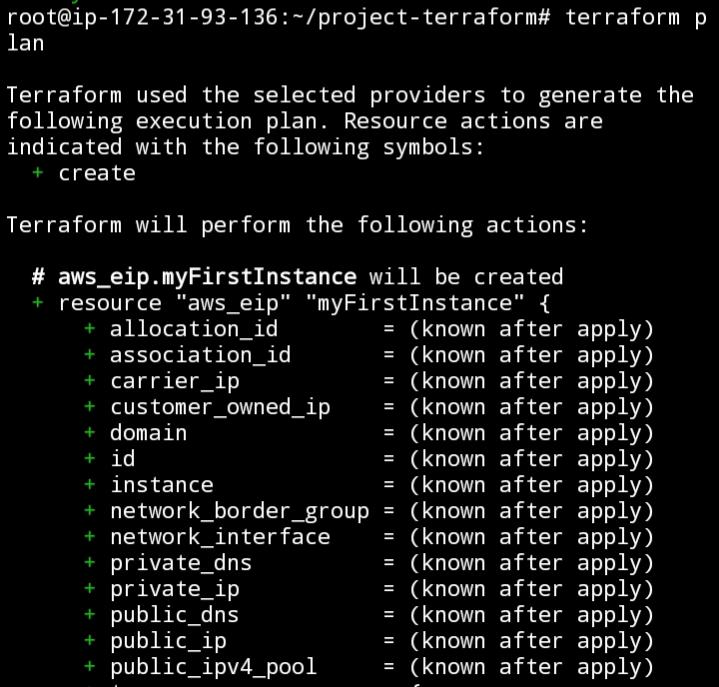 root@ip-172-31-93-136:~/project-terraform# terraform p
lan
Terraform used the selected providers to generate the
following execution plan. Resource actions are
indicated with the following symbols:
  + create
Terraform will perform the following actions:
  # aws_eip.myFirstInstance will be created
  + resource "aws_eip" "myFirstInstance" {
      + allocation_id        = (known after apply)
      + association_id       = (known after apply)
      + carrier_ip           = (known after apply)
      + customer_owned_ip    = (known after apply)
      + domain               = (known after apply)
      + id                   = (known after apply)
      + instance             = (known after apply)
      + network_border_group = (known after apply)
      + network_interface    = (known after apply)
      + private_dns          = (known after apply)
      + private_ip           = (known after apply)
      + public_dns           = (known after apply)
      + public_ip            = (known after apply)
      + public_ipv4_pool     = (known after apply)